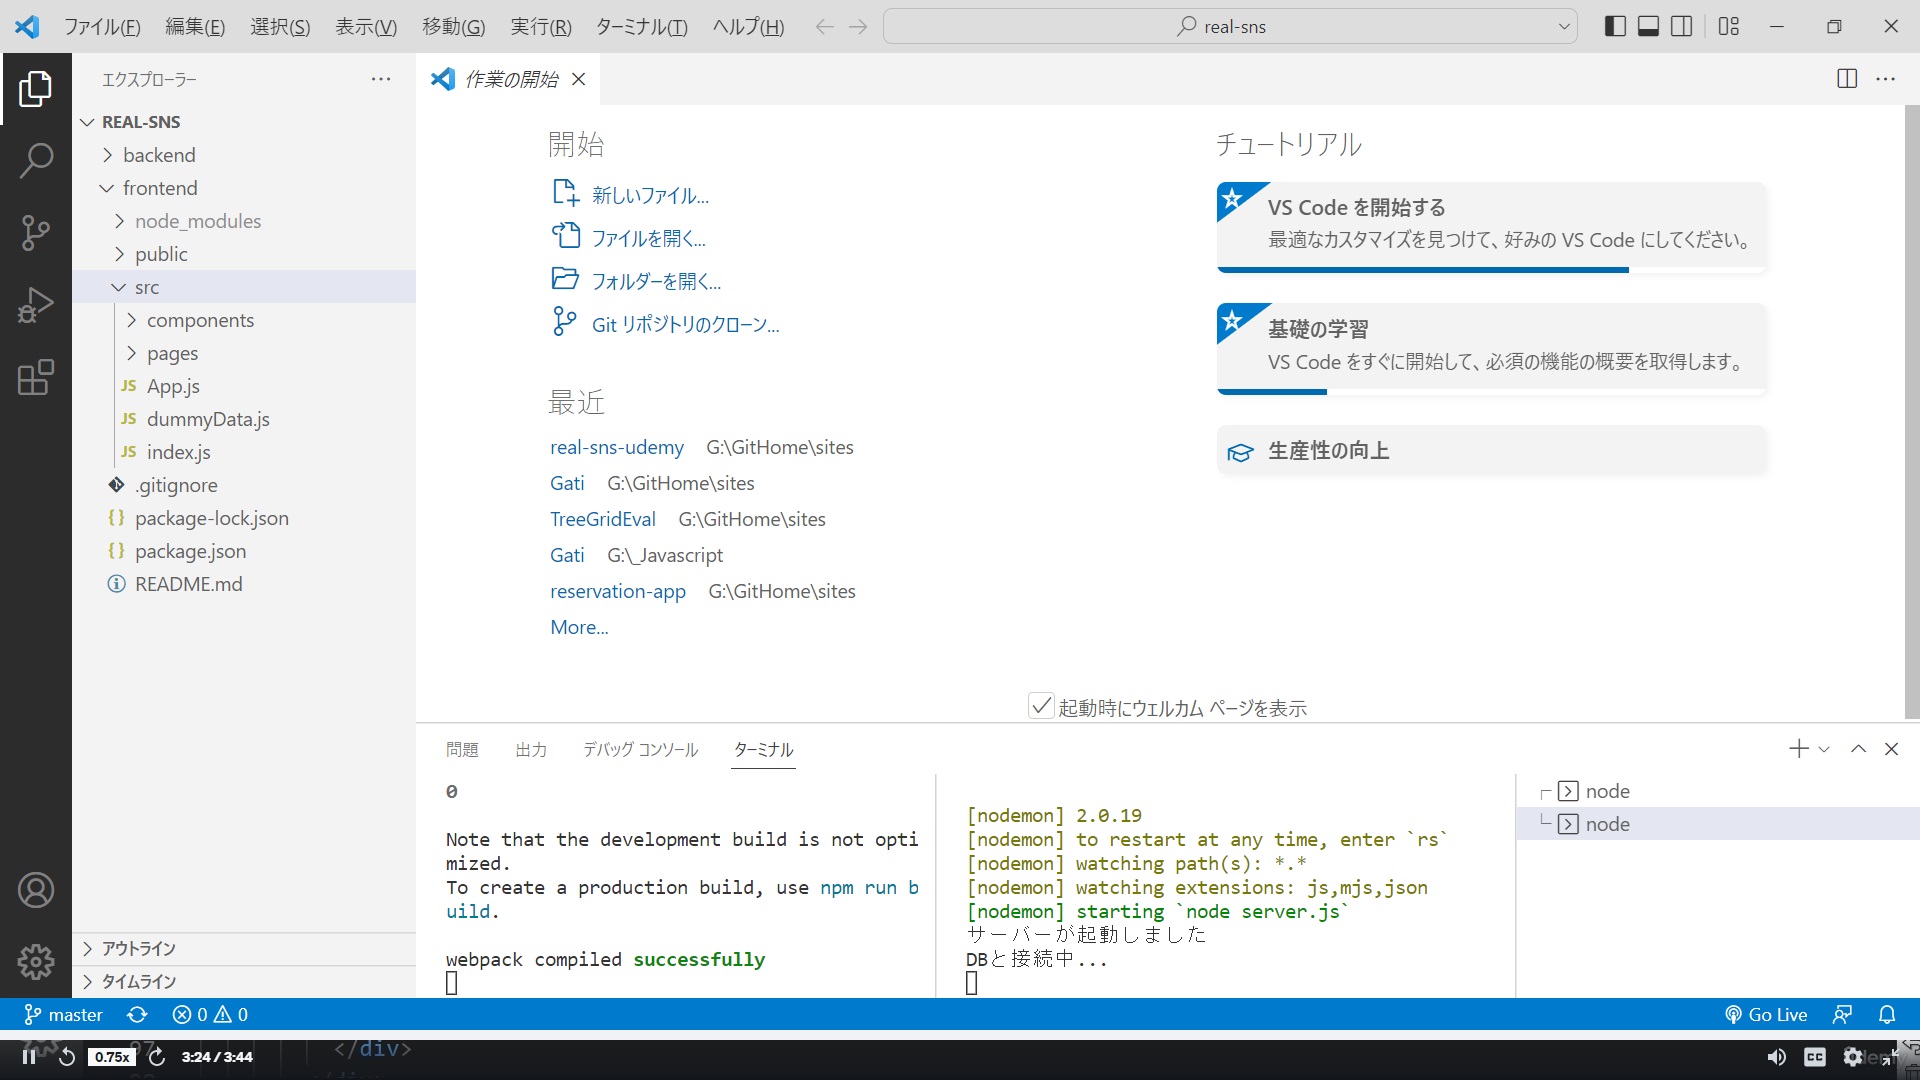 ファイル(F) 編集(E) 選択(S) 表示(V) 移動(G) 実行(R) ターミナル(T) ヘルプ(H)
real-sns
エクスプローラー
作業の開始
REAL-SNS
backend
frontend
node_modules
public
src
components
pages
JS App.js
JS dummyData.js
JS index.js
.gitignore
{} package-lock.json
{} package.json
README.md
アウトライン
タイムライン
開始
新しいファイル...
ファイルを開く...
フォルダーを開く...
Git リポジトリのクローン...
最近
real-sns-udemy G:\GitHome\sites
Gati G:\GitHome\sites
TreeGridEval G:\GitHome\sites
Gati G:\_Javascript
reservation-app G:\GitHome\sites
More...
チュートリアル
VS Code を開始する
最適なカスタマイズを見つけて、好みの VS Code にしてください。
基礎の学習
VS Code をすぐに開始して、必須の機能の概要を取得します。
生産性の向上
起動時にウェルカム ページを表示
問題 出力 デバッグ コンソール ターミナル
0
Note that the development build is not opti
mized.
To create a production build, use npm run b
uild.
webpack compiled successfully
[nodemon] 2.0.19
[nodemon] to restart at any time, enter `rs`
[nodemon] watching path(s): *.*
[nodemon] watching extensions: js,mjs,json
[nodemon] starting `node server.js`
サーバーが起動しました
DBと接続中...
node
node
master 0 0
Go Live
0.75x 3:24 / 3:44
97 </div>
CC